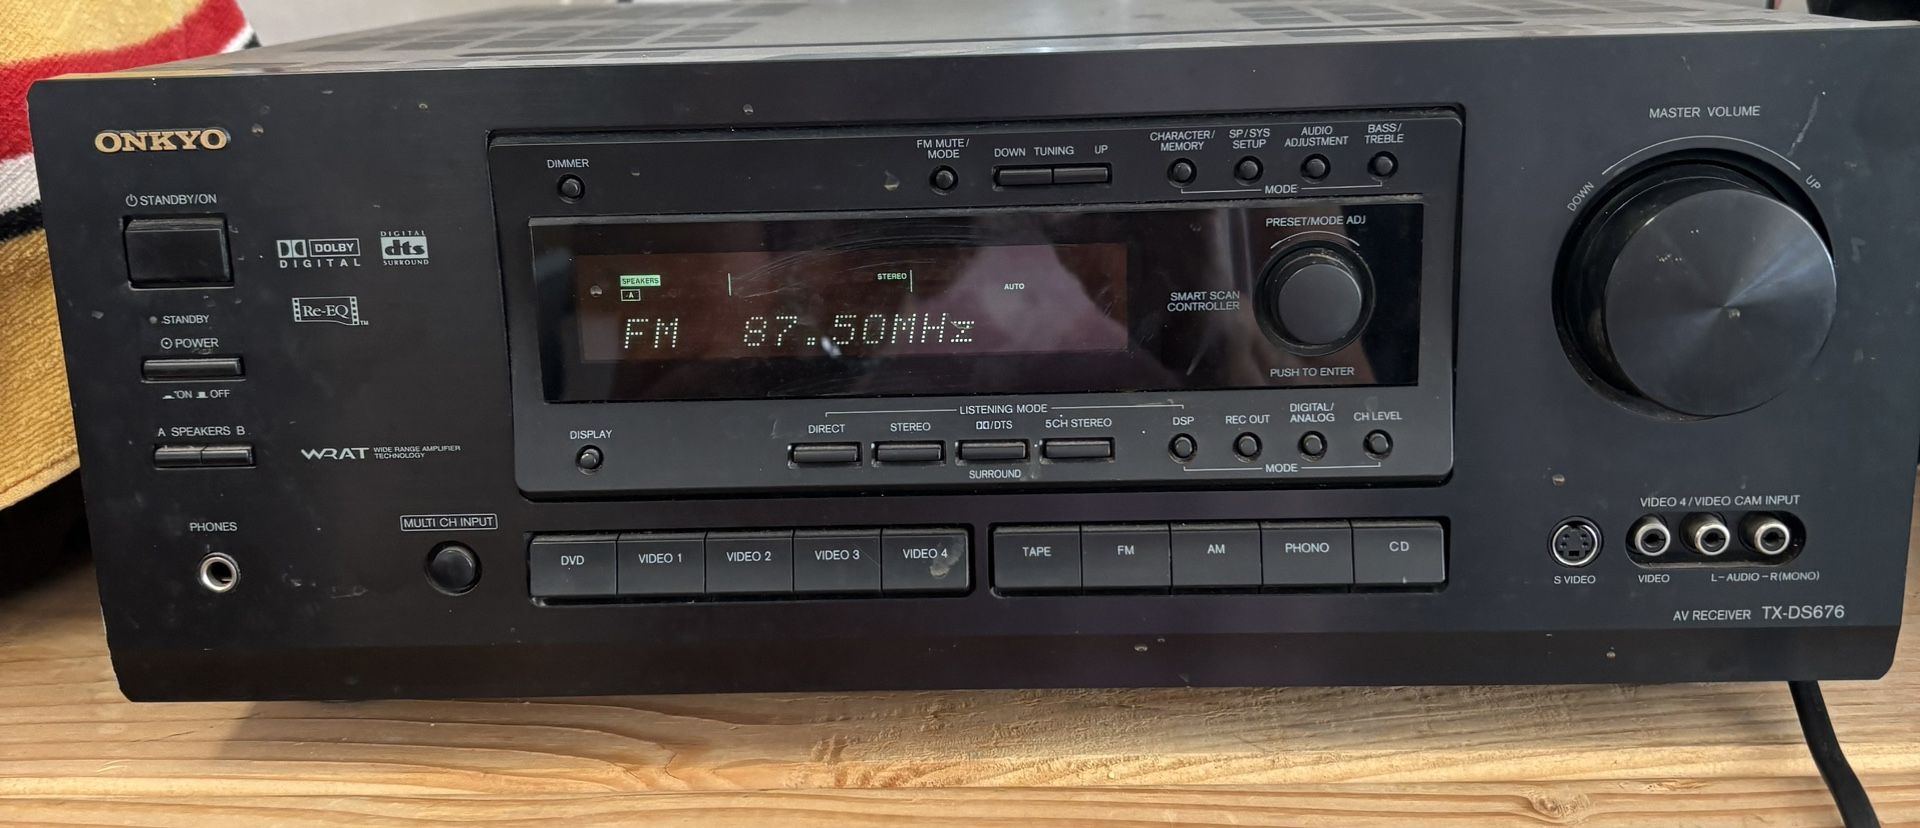 ONKYO
STANDBY/ON
DOLBY
DIGITAL
DIGITAL
dts
SURROUND
Re-EQ
TM
STANDBY
POWER
ON OFF
A SPEAKERS B
WRAT WIDE RANGE AMPLIFIER
TECHNOLOGY
PHONES
MULTI CH INPUT
DIMMER
FM MUTE/
MODE
DOWN TUNING UP
CHARACTER/
MEMORY
SP/SYS
SETUP
AUDIO
ADJUSTMENT
BASS/
TREBLE
MODE
SPEAKERS
A
STEREO
AUTO
FM 87.50MHz
PRESET/MODE ADJ
SMART SCAN
CONTROLLER
PUSH TO ENTER
DISPLAY
LISTENING MODE
DIRECT
STEREO
/DTS
SURROUND
5CH STEREO
DSP
REC OUT
DIGITAL/
ANALOG
CH LEVEL
MODE
DVD
VIDEO 1
VIDEO 2
VIDEO 3
VIDEO 4
TAPE
FM
AM
PHONO
CD
MASTER VOLUME
DOWN
UP
VIDEO 4/VIDEO CAM INPUT
S VIDEO
VIDEO
L-AUDIO-R(MONO)
AV RECEIVER TX-DS676